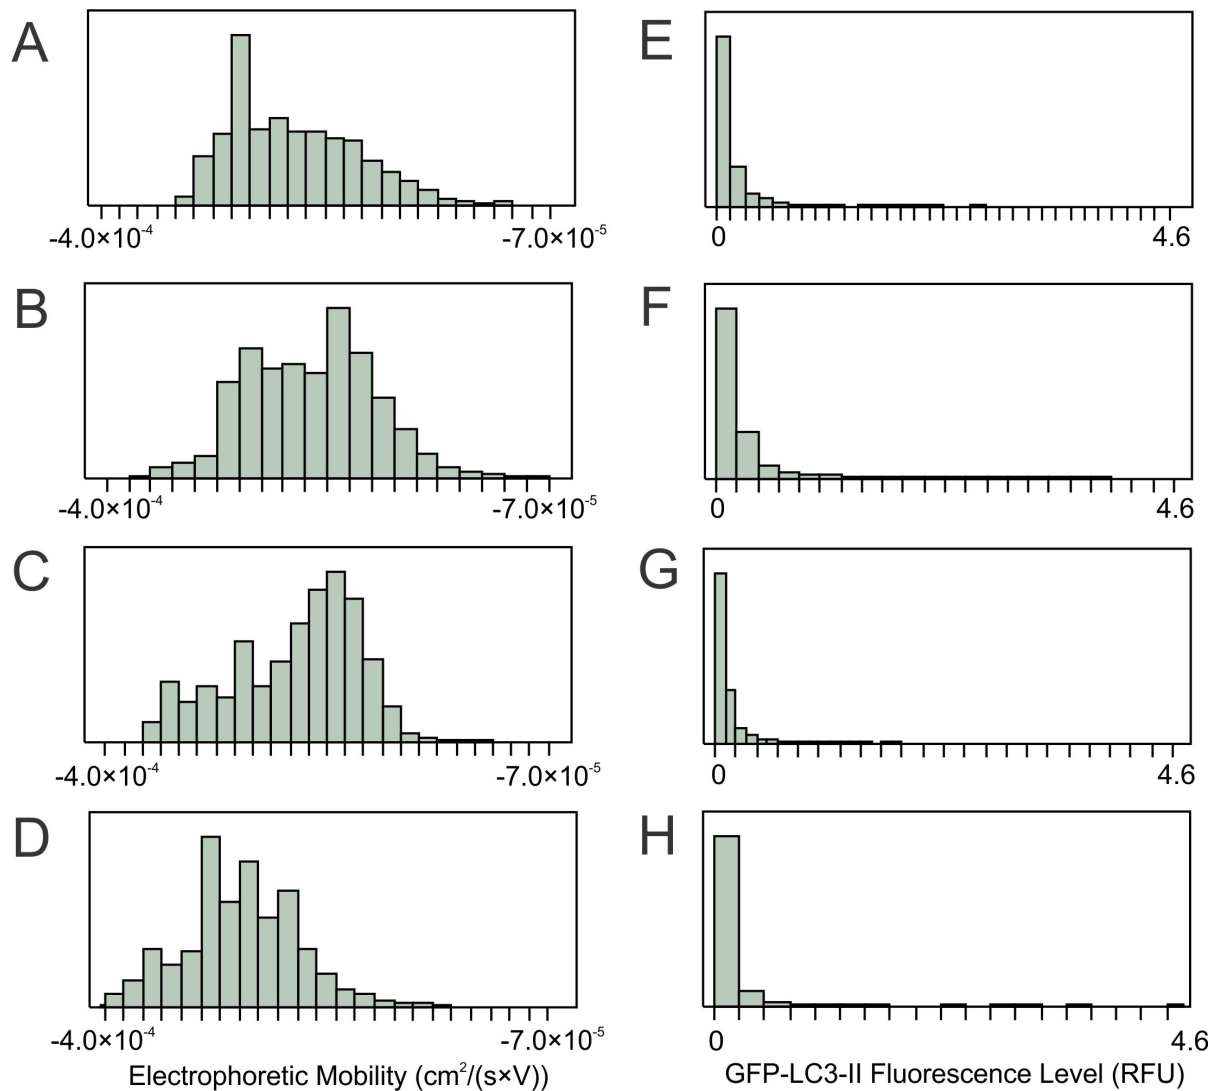 A
-4.0×10⁻⁴ -7.0×10⁻⁵
E
0 4.6
B
-4.0×10⁻⁴ -7.0×10⁻⁵
F
0 4.6
C
-4.0×10⁻⁴ -7.0×10⁻⁵
G
0 4.6
D
-4.0×10⁻⁴ -7.0×10⁻⁵
Electrophoretic Mobility (cm²/(s×V))
H
0 4.6
GFP-LC3-II Fluorescence Level (RFU)